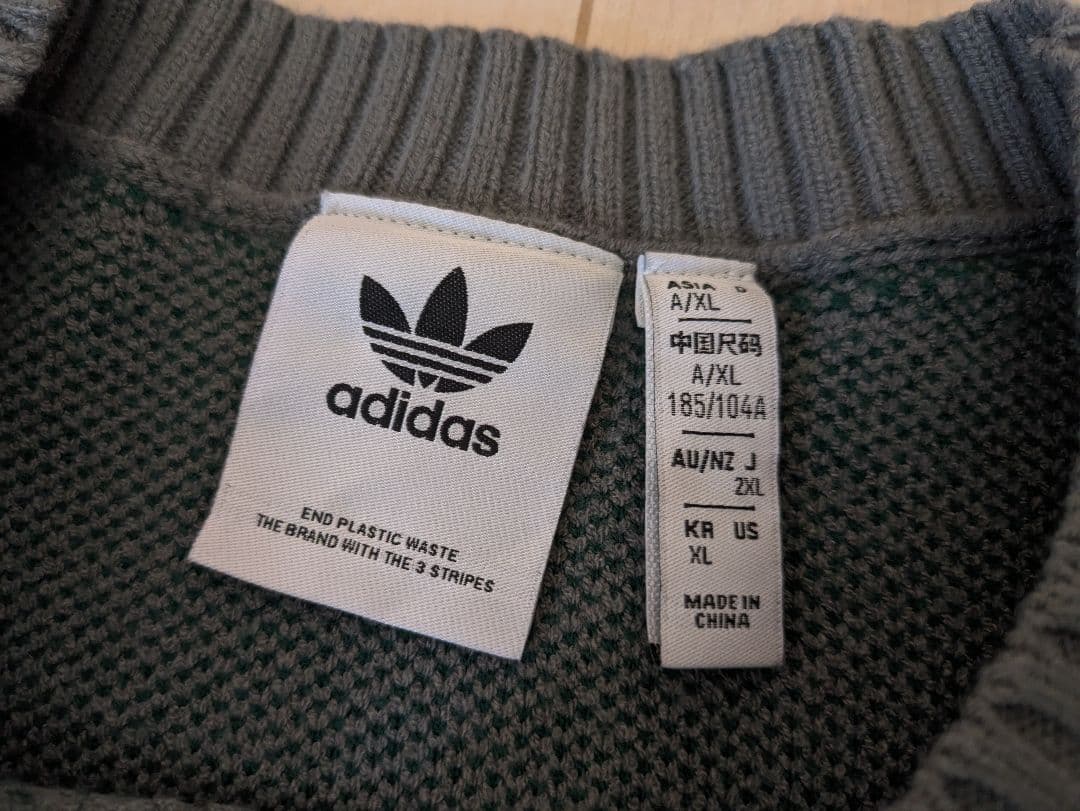 adidas
END PLASTIC WASTE
THE BRAND WITH THE 3 STRIPES
ASIA D
A/XL
中国尺码
A/XL
185/104A
AU/NZ J
2XL
KR US
XL
MADE IN
CHINA